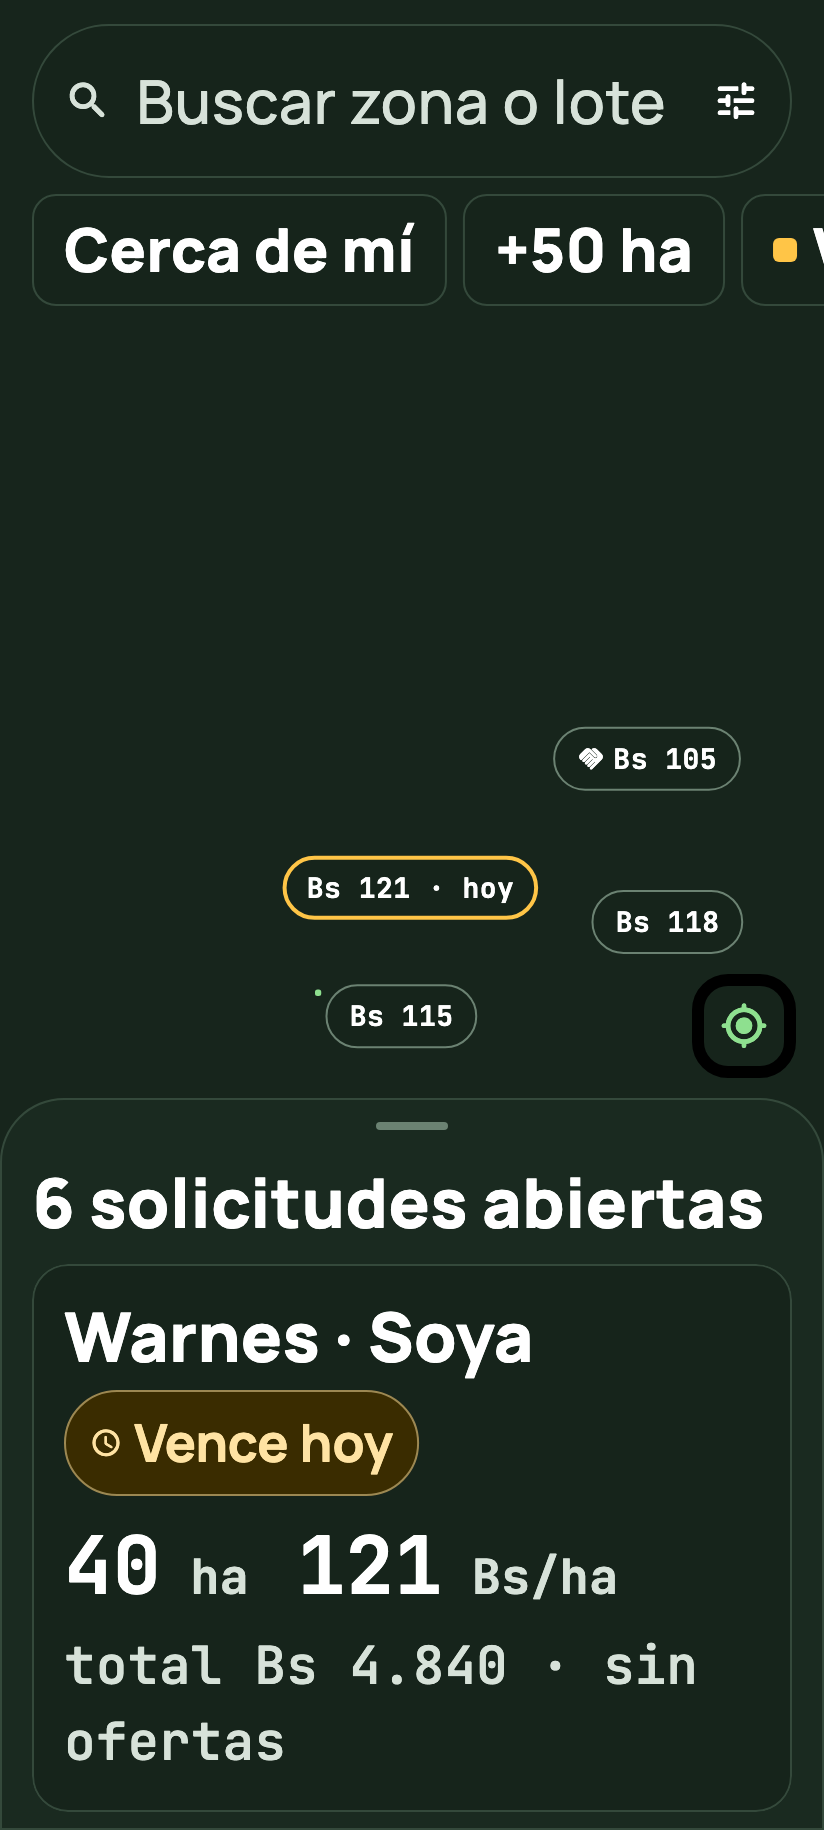 Buscar zona o lote
Cerca de mí
+50 ha
Bs 105
Bs 121 · hoy
Bs 118
Bs 115
6 solicitudes abiertas
Warnes · Soya
Vence hoy
40 ha 121 Bs/ha
total Bs 4.840 · sin
ofertas